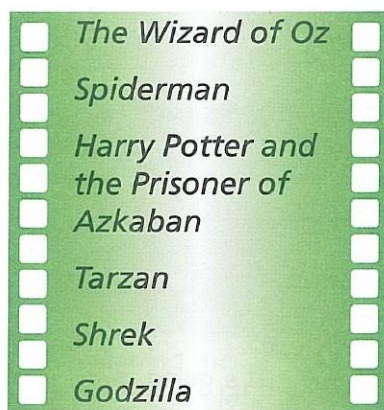 The Wizard of Oz
Spiderman
Harry Potter and
the Prisoner of
Azkaban
Tarzan
Shrek
Godzilla